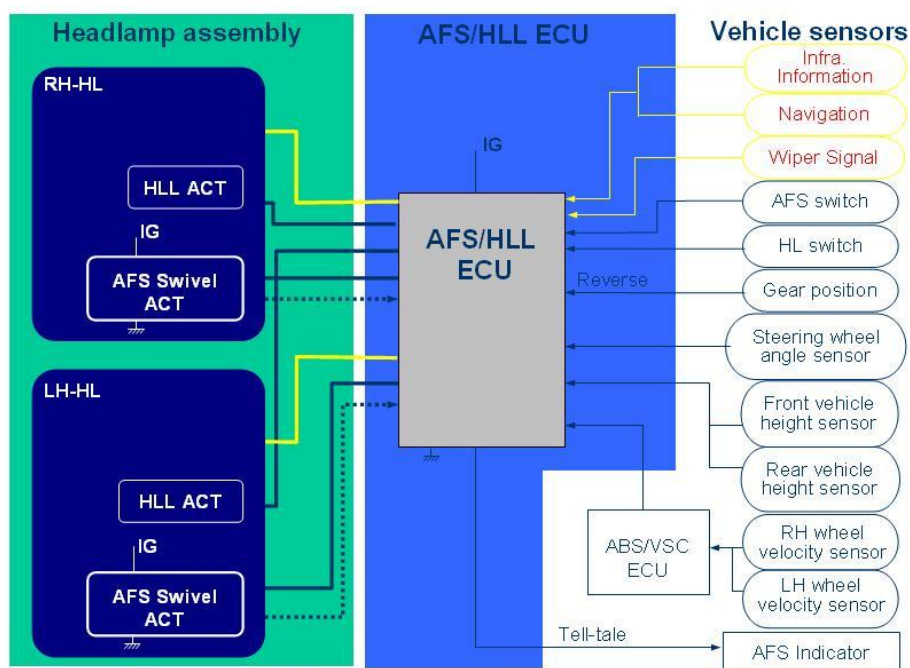 Headlamp assembly
AFS/HLL ECU
Vehicle sensors
RH-HL
HLL ACT
IG
AFS Swivel
ACT
LH-HL
HLL ACT
IG
AFS Swivel
ACT
IG
AFS/HLL
ECU
Reverse
ABS/VSC
ECU
Tell-tale
Infra.
Information
Navigation
Wiper Signal
AFS switch
HL switch
Gear position
Steering wheel
angle sensor
Front vehicle
height sensor
Rear vehicle
height sensor
RH wheel
velocity sensor
LH wheel
velocity sensor
AFS Indicator